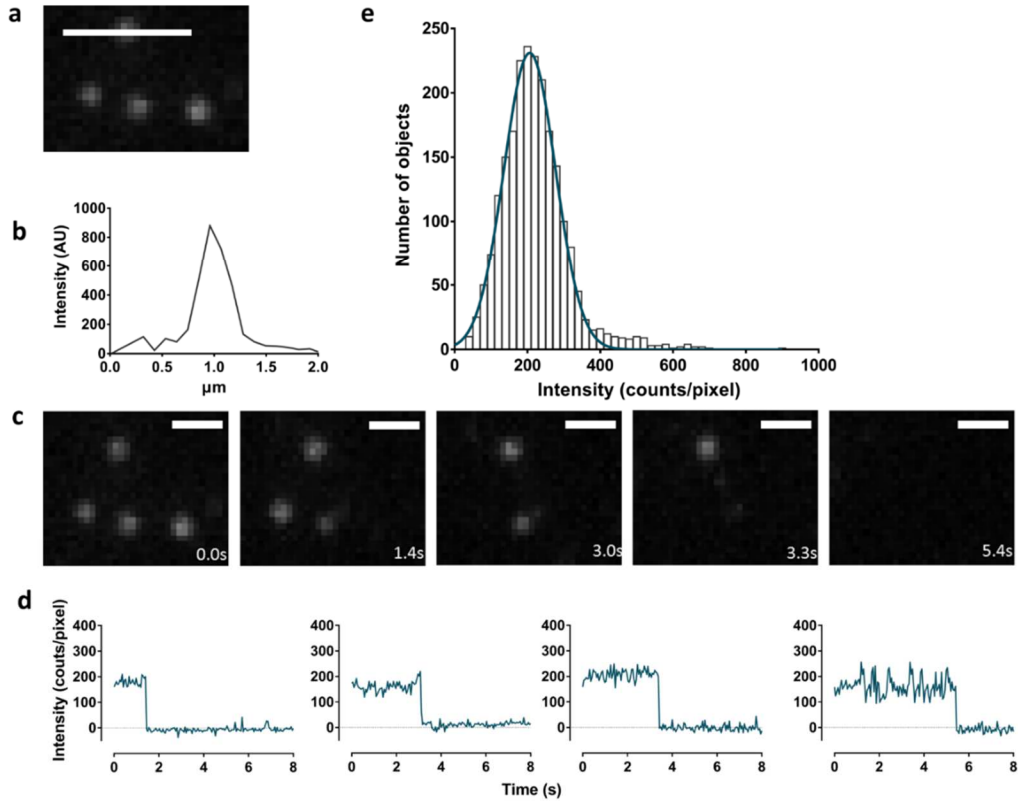 a
e
250
200
150
100
50
0
Number of objects
0 200 400 600 800 1000
Intensity (counts/pixel)
b
1000
800
600
400
200
0
Intensity (AU)
0.0 0.5 1.0 1.5 2.0
µm
c
0.0s 1.4s 3.0s 3.3s 5.4s
d
Intensity (couts/pixel)
400 400 400 400
300 300 300 300
200 200 200 200
100 100 100 100
0 0 0 0
0 2 4 6 8 0 2 4 6 8 0 2 4 6 8 0 2 4 6 8
Time (s)